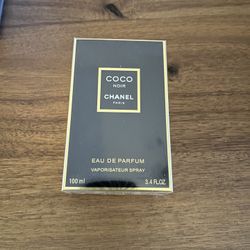 COCO
NOIR
CHANEL
PARIS
EAU DE PARFUM
VAPORISATEUR SPRAY
100 ml 3.4 FL.OZ